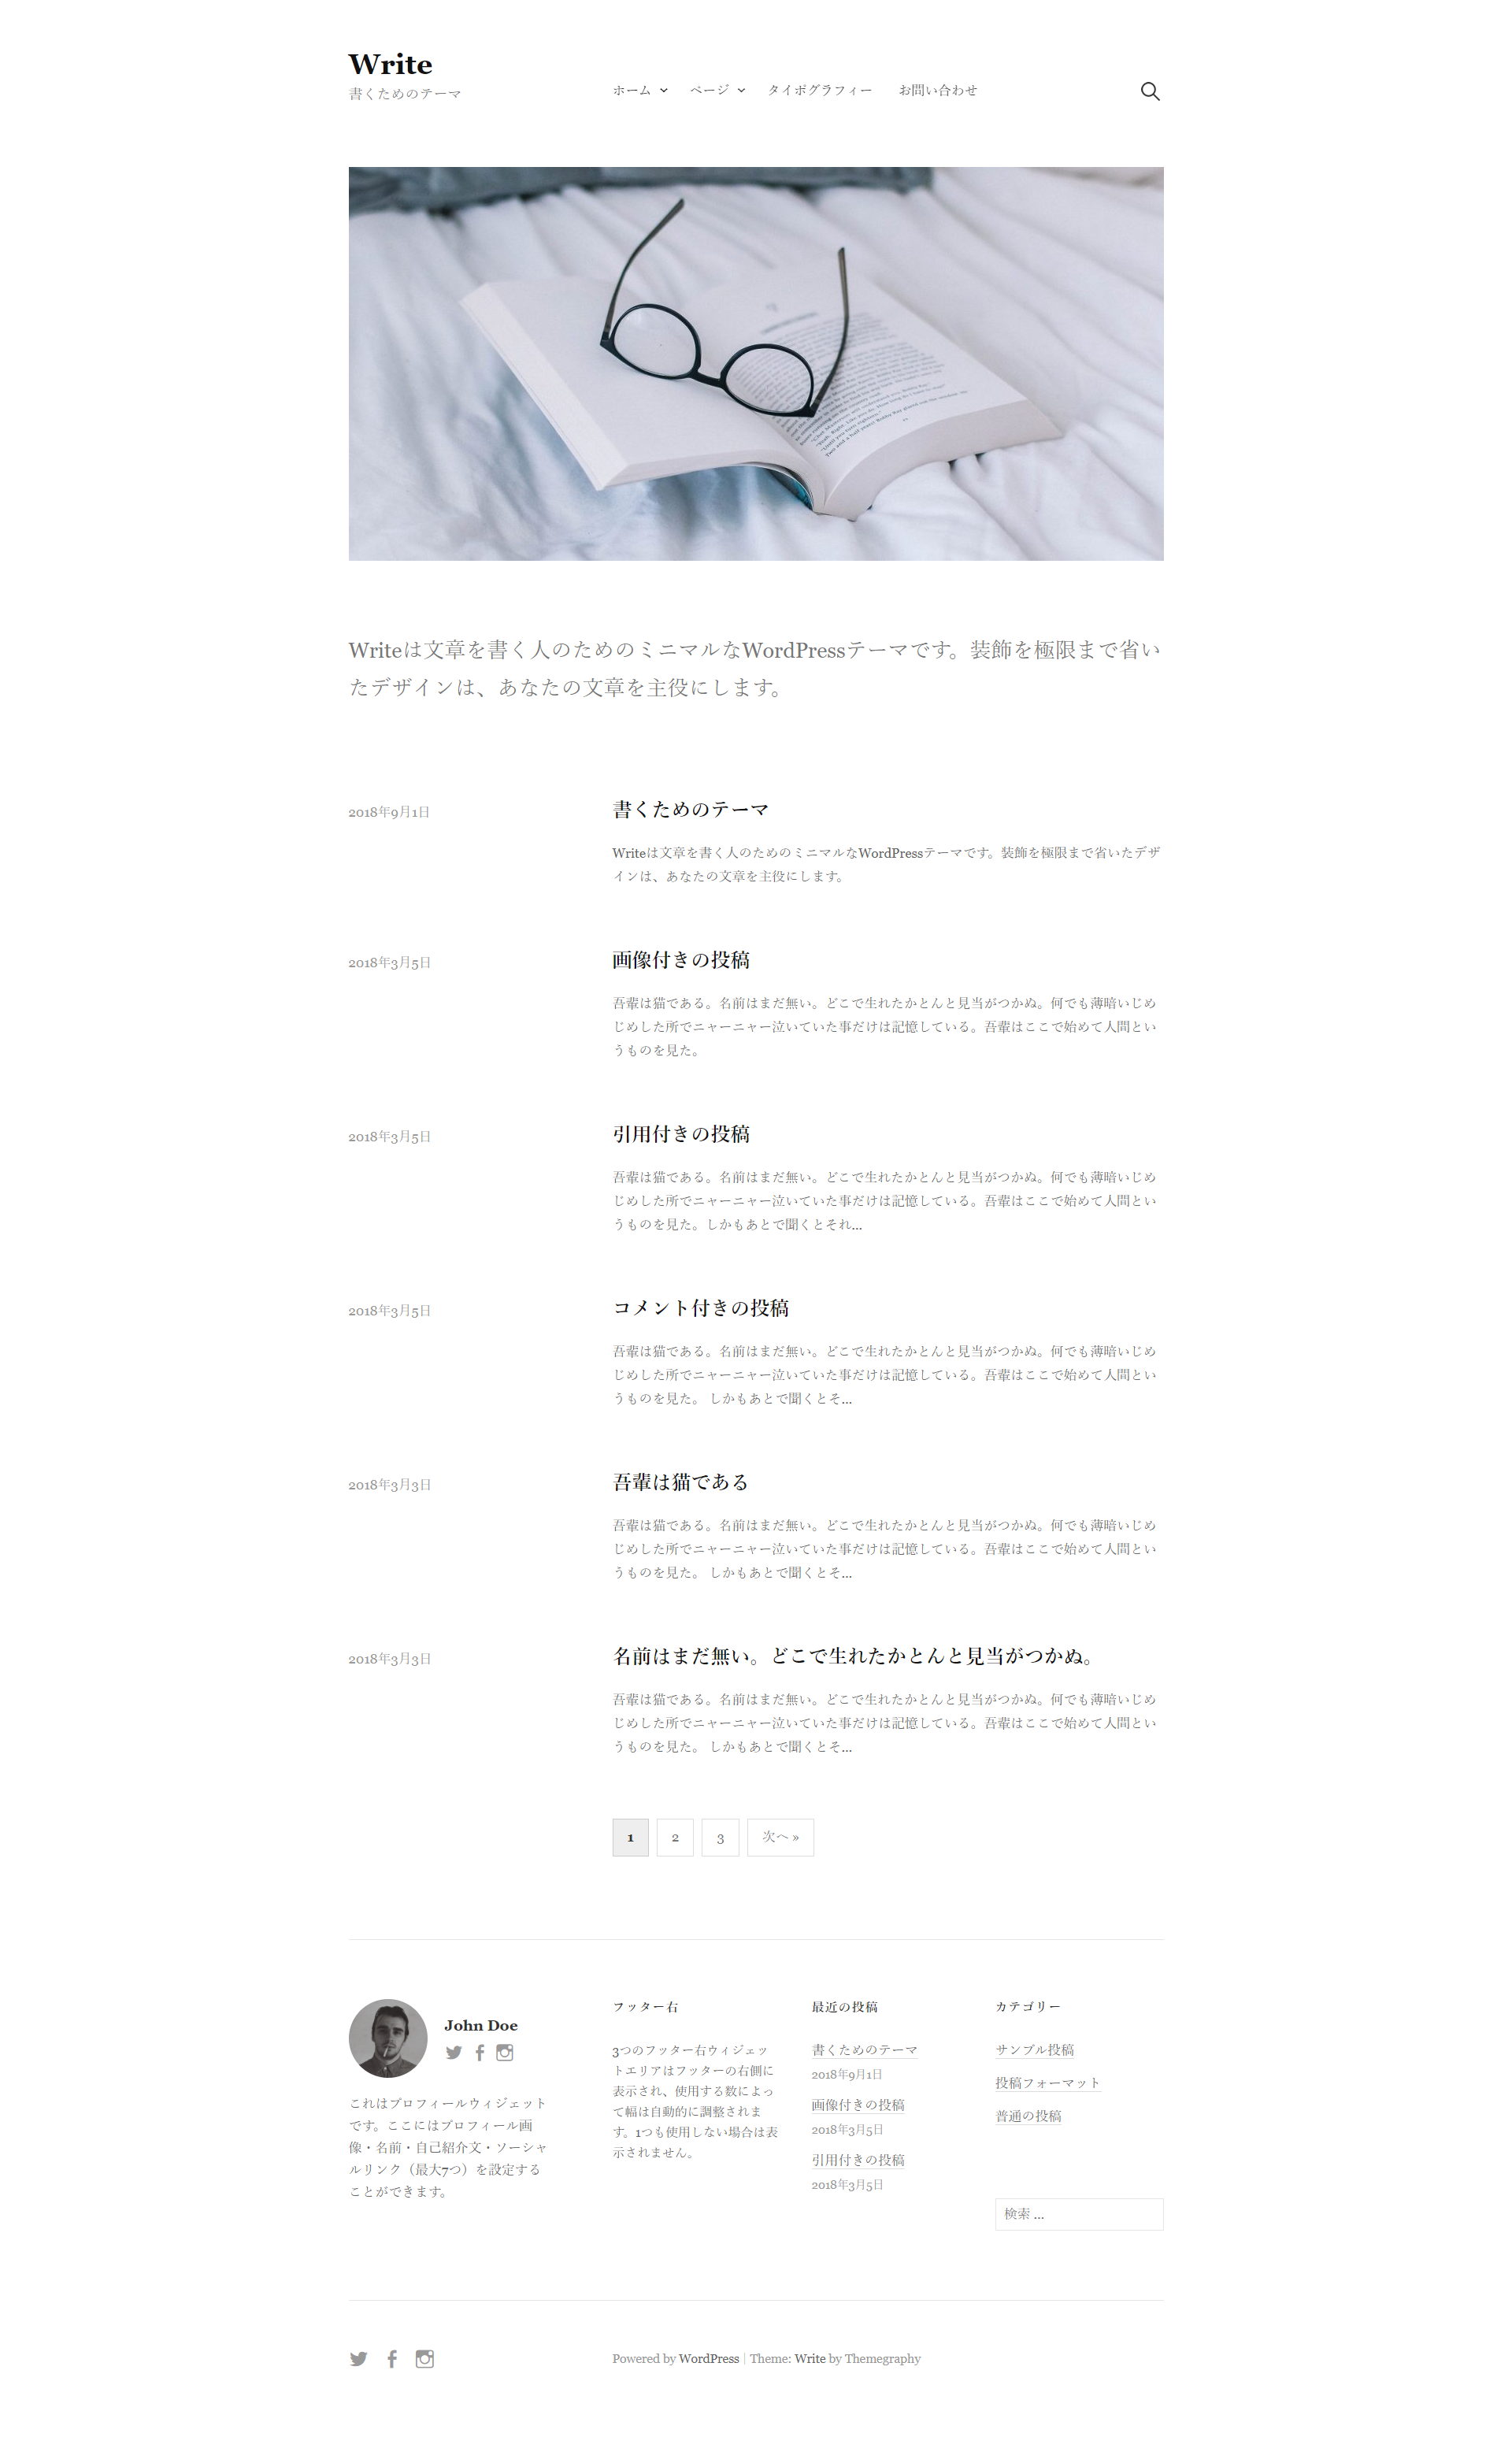 Write
書くためのテーマ
ホーム ページ タイポグラフィー お問い合わせ
Writeは文章を書く人のためのミニマルなWordPressテーマです。装飾を極限まで省い
たデザインは、あなたの文章を主役にします。
2018年9月1日
書くためのテーマ
Writeは文章を書く人のためのミニマルなWordPressテーマです。装飾を極限まで省いたデザ
インは、あなたの文章を主役にします。
2018年3月5日
画像付きの投稿
吾輩は猫である。名前はまだ無い。どこで生れたかとんと見当がつかぬ。何でも薄暗いじめ
じめした所でニャーニャー泣いていた事だけは記憶している。吾輩はここで始めて人間とい
うものを見た。
2018年3月5日
引用付きの投稿
吾輩は猫である。名前はまだ無い。どこで生れたかとんと見当がつかぬ。何でも薄暗いじめ
じめした所でニャーニャー泣いていた事だけは記憶している。吾輩はここで始めて人間とい
うものを見た。しかもあとで聞くとそれ...
2018年3月5日
コメント付きの投稿
吾輩は猫である。名前はまだ無い。どこで生れたかとんと見当がつかぬ。何でも薄暗いじめ
じめした所でニャーニャー泣いていた事だけは記憶している。吾輩はここで始めて人間とい
うものを見た。 しかもあとで聞くとそ...
2018年3月3日
吾輩は猫である
吾輩は猫である。名前はまだ無い。どこで生れたかとんと見当がつかぬ。何でも薄暗いじめ
じめした所でニャーニャー泣いていた事だけは記憶している。吾輩はここで始めて人間とい
うものを見た。 しかもあとで聞くとそ...
2018年3月3日
名前はまだ無い。どこで生れたかとんと見当がつかぬ。
吾輩は猫である。名前はまだ無い。どこで生れたかとんと見当がつかぬ。何でも薄暗いじめ
じめした所でニャーニャー泣いていた事だけは記憶している。吾輩はここで始めて人間とい
うものを見た。 しかもあとで聞くとそ...
1 2 3 次へ »
John Doe
これはプロフィールウィジェット
です。ここにはプロフィール画
像・名前・自己紹介文・ソーシャ
ルリンク（最大7つ）を設定する
ことができます。
フッター右
3つのフッター右ウィジェッ
トエリアはフッターの右側に
表示され、使用する数によっ
て幅は自動的に調整されま
す。1つも使用しない場合は表
示されません。
最近の投稿
書くためのテーマ
2018年9月1日
画像付きの投稿
2018年3月5日
引用付きの投稿
2018年3月5日
カテゴリー
サンプル投稿
投稿フォーマット
普通の投稿
検索 ...
Powered by WordPress | Theme: Write by Themegraphy